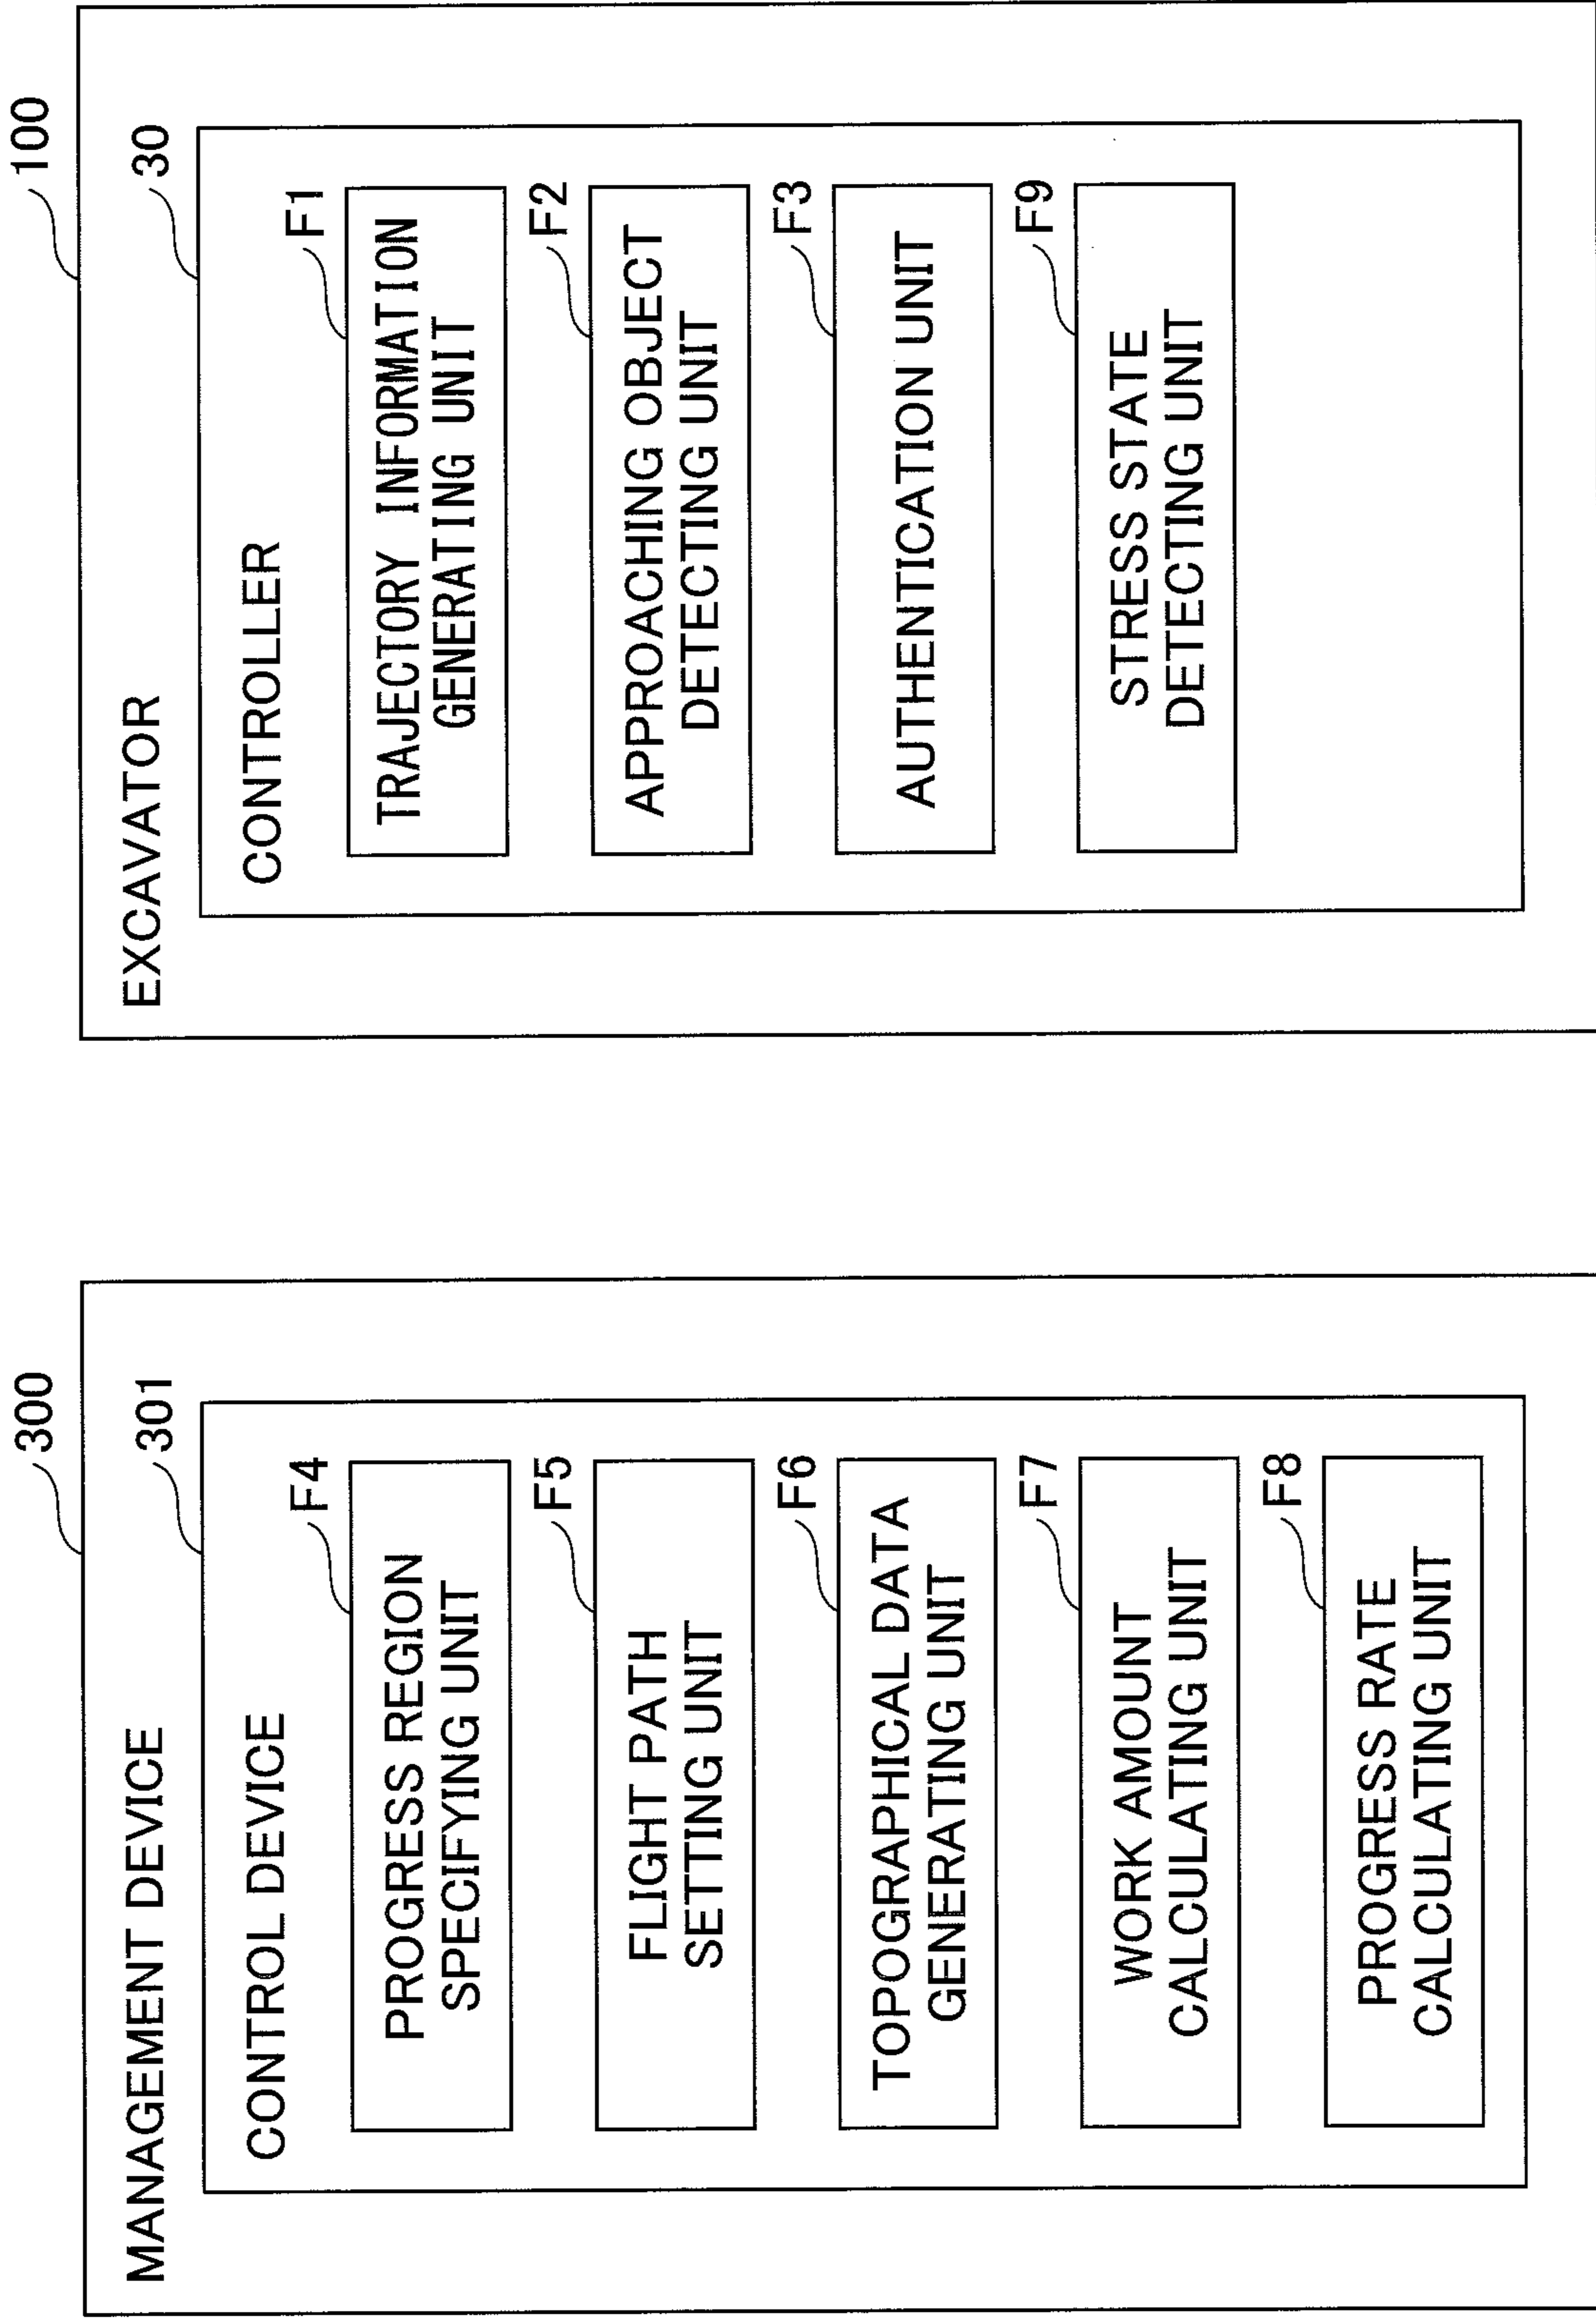 300
MANAGEMENT DEVICE
301
CONTROL DEVICE
F4
PROGRESS REGION
SPECIFYING UNIT
F5
FLIGHT PATH
SETTING UNIT
F6
TOPOGRAPHICAL DATA
GENERATING UNIT
F7
WORK AMOUNT
CALCULATING UNIT
F8
PROGRESS RATE
CALCULATING UNIT
100
EXCAVATOR
30
CONTROLLER
F1
TRAJECTORY INFORMATION
GENERATING UNIT
F2
APPROACHING OBJECT
DETECTING UNIT
F3
AUTHENTICATION UNIT
F9
STRESS STATE
DETECTING UNIT